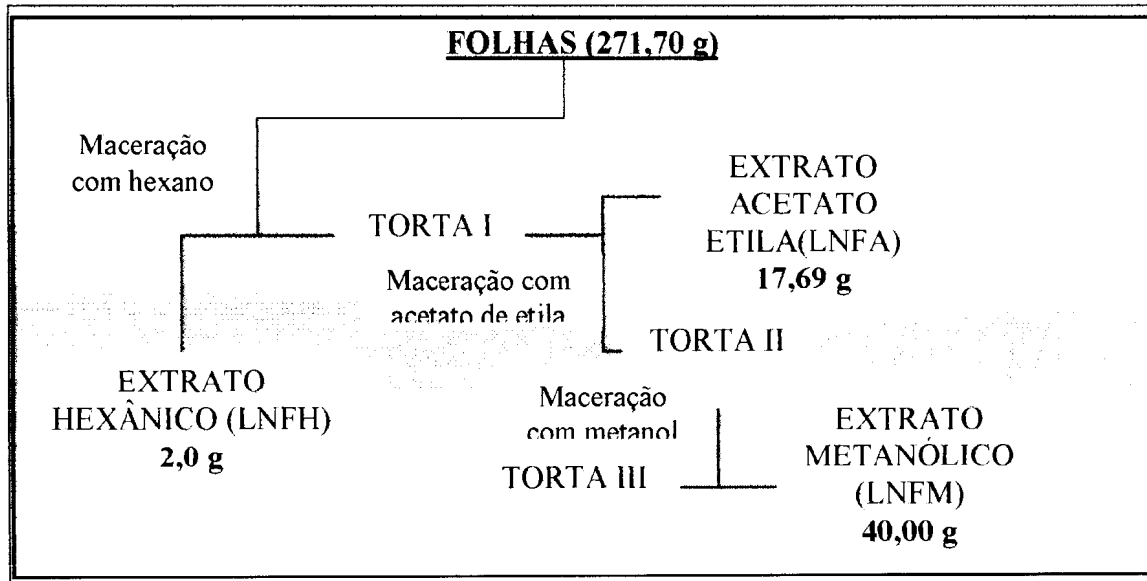 FOLHAS (271,70 g)
Maceração
com hexano
EXTRATO
ACETATO
ETILA(LNFA)
17,69 g
TORTA I
Maceração com
acetato de etila
TORTA II
EXTRATO
HEXÂNICO (LNFH)
2,0 g
Maceração
com metanol
TORTA III
EXTRATO
METANÓLICO
(LNFM)
40,00 g